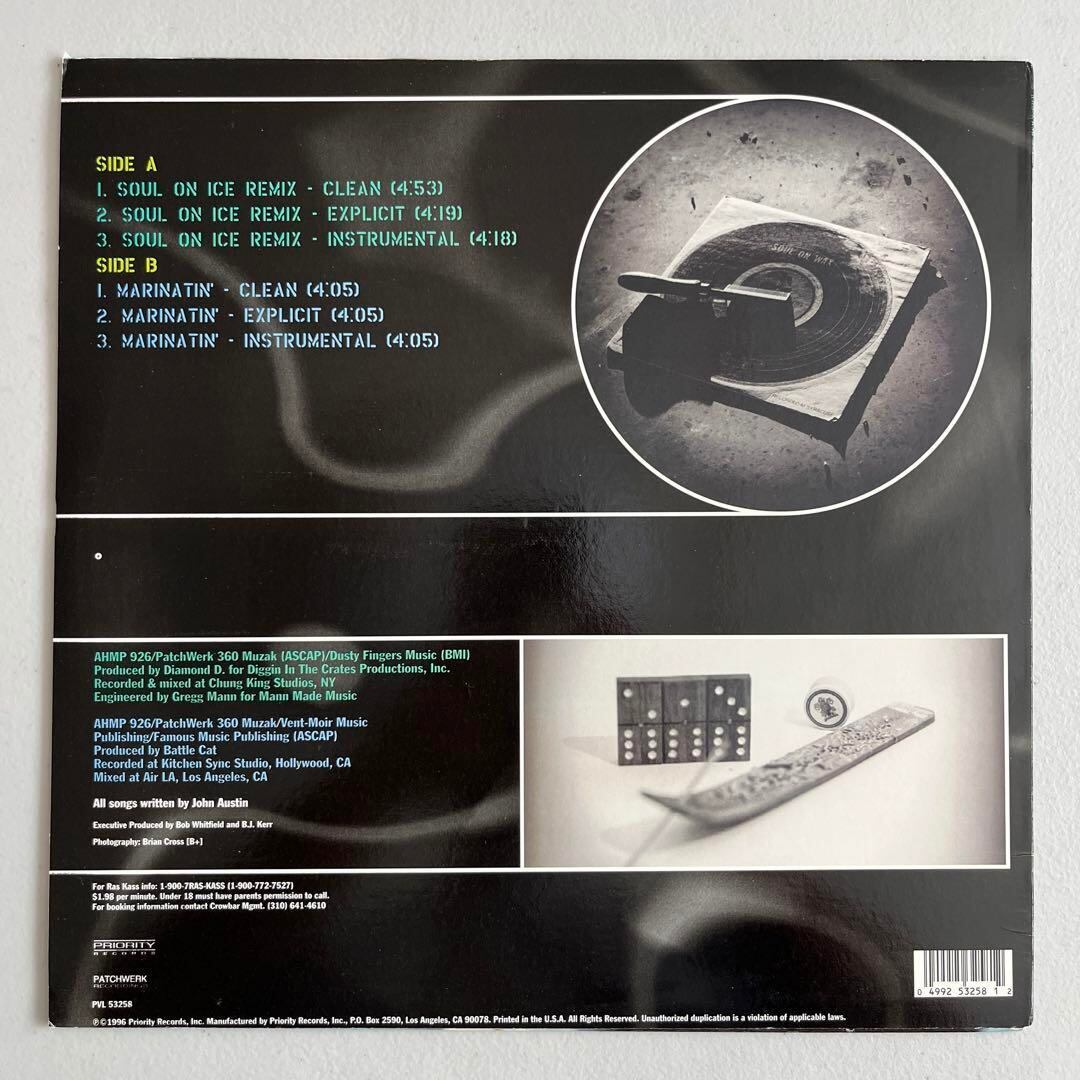 SIDE A
1. SOUL ON ICE REMIX - CLEAN (4:53)
2. SOUL ON ICE REMIX - EXPLICIT (4:19)
3. SOUL ON ICE REMIX - INSTRUMENTAL (4:18)
SIDE B
1. MARINATIN' - CLEAN (4:05)
2. MARINATIN' - EXPLICIT (4:05)
3. MARINATIN' - INSTRUMENTAL (4:05)
SOUL ON WAX
AHMP 926/PatchWerk 360 Muzak (ASCAP)/Dusty Fingers Music (BMI)
Produced by Diamond D. for Diggin In The Crates Productions, Inc.
Recorded & mixed at Chung King Studios, NY
Engineered by Gregg Mann for Mann Made Music
AHMP 926/PatchWerk 360 Muzak/Vent-Moir Music
Publishing/Famous Music Publishing (ASCAP)
Produced by Battle Cat
Recorded at Kitchen Sync Studio, Hollywood, CA
Mixed at Air LA, Los Angeles, CA
All songs written by John Austin
Executive Produced by Bob Whitfield and B.J. Kerr
Photography: Brian Cross [B+]
For Ras Kass info: 1-900-7RAS-KASS (1-900-772-7527)
$1.98 per minute. Under 18 must have parents permission to call.
For booking information contact Crowbar Mgmt. (310) 641-4610
PRIORITY
RECORDS
PATCHWERK
RECORDINGS
PVL 53258
0 4992 53258 1 2
℗©1996 Priority Records, Inc. Manufactured by Priority Records, Inc., P.O. Box 2590, Los Angeles, CA 90078. Printed in the U.S.A. All Rights Reserved. Unauthorized duplication is a violation of applicable laws.